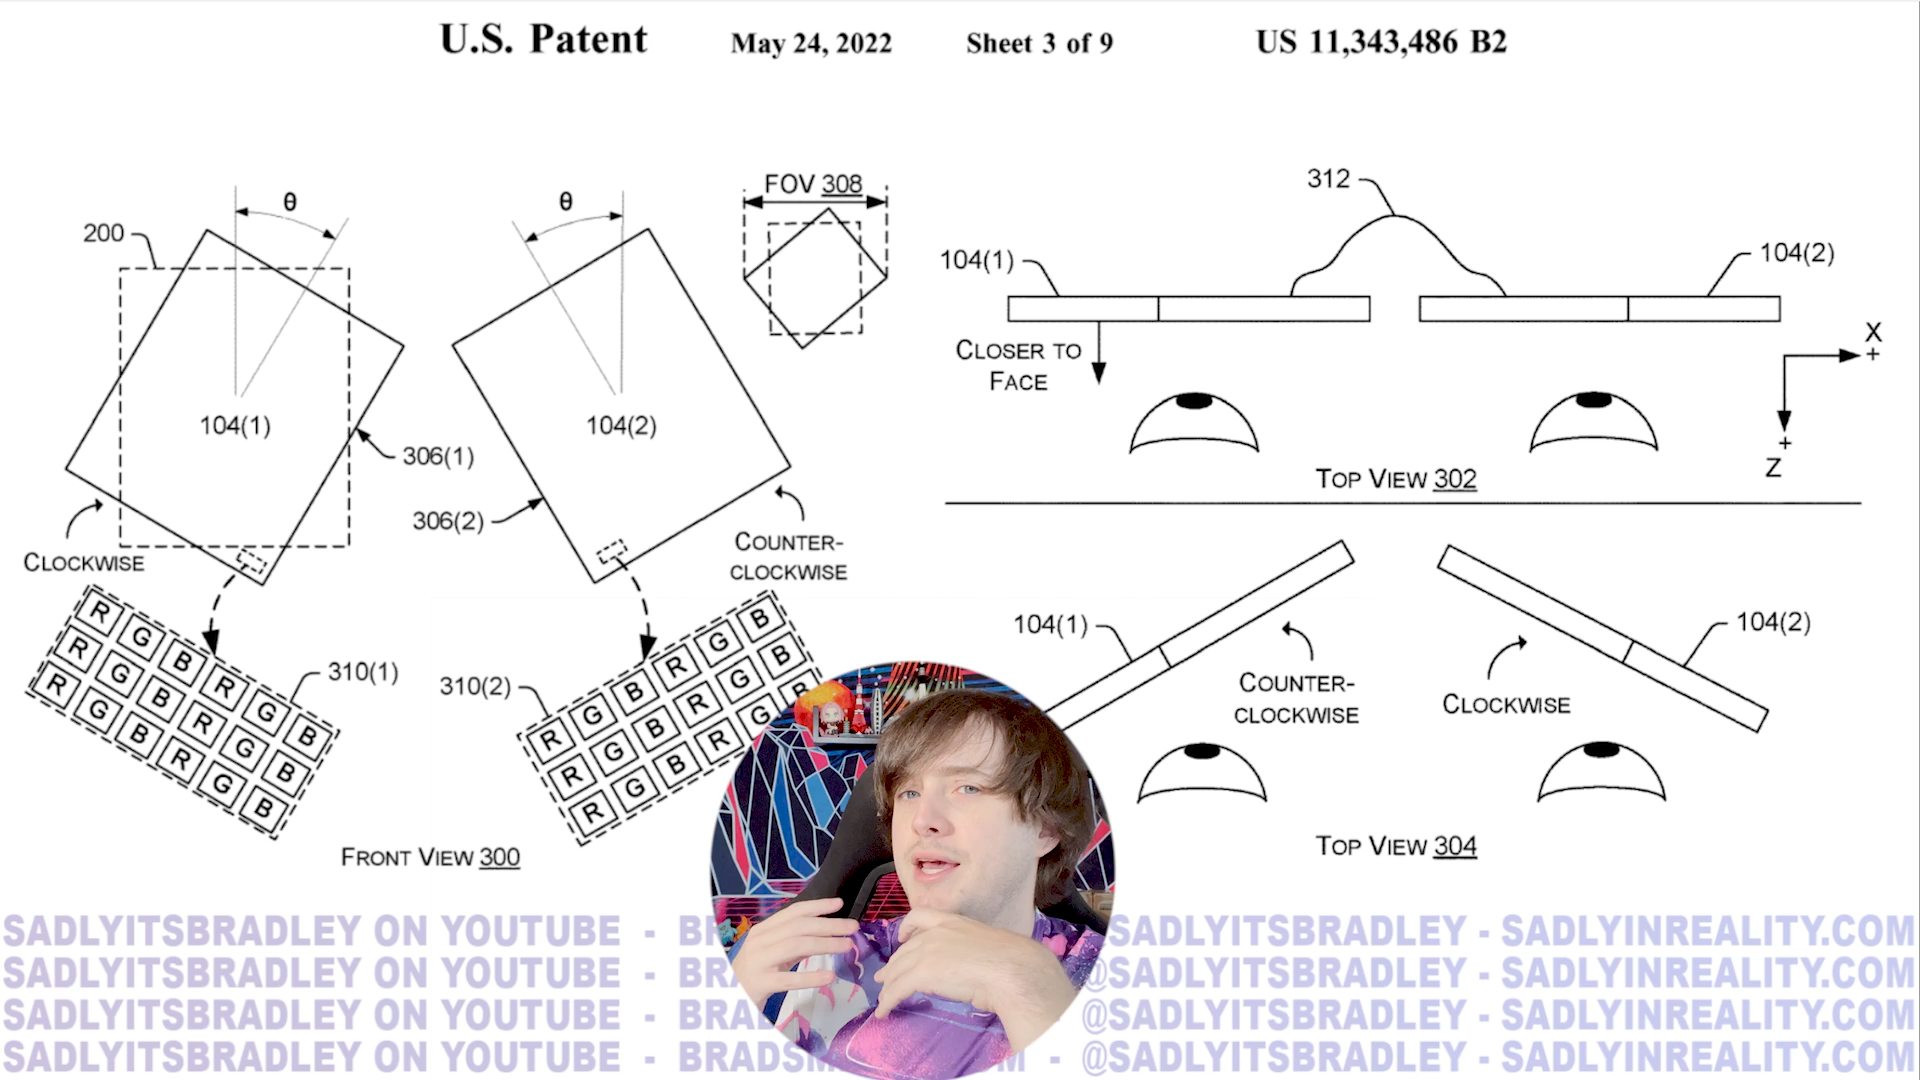 U.S. Patent May 24, 2022 Sheet 3 of 9 US 11,343,486 B2
200
θ
104(1)
306(1)
CLOCKWISE
R G B R G B
R G B R G B
R G B R G B
310(1)
θ
104(2)
306(2)
COUNTER-
CLOCKWISE
R G B R G B
R G B R G B
R G B R G B
310(2)
FRONT VIEW 300
FOV 308
312
104(1)
104(2)
CLOSER TO
FACE
X
+
+
Z
TOP VIEW 302
104(1)
COUNTER-
CLOCKWISE
CLOCKWISE
104(2)
TOP VIEW 304
SADLYITSBRADLEY ON YOUTUBE - SADLYITSBRADLEY - SADLYINREALITY.COM
SADLYITSBRADLEY ON YOUTUBE - @SADLYITSBRADLEY - SADLYINREALITY.COM
SADLYITSBRADLEY ON YOUTUBE - @SADLYITSBRADLEY - SADLYINREALITY.COM
SADLYITSBRADLEY ON YOUTUBE - - @SADLYITSBRADLEY - SADLYINREALITY.COM